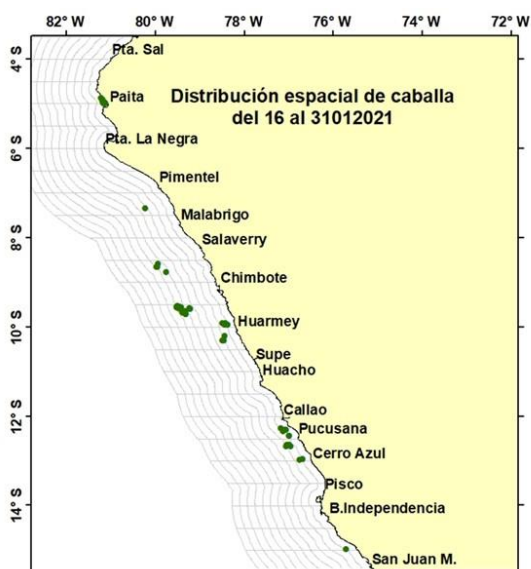 82 °W
80 °W
78 °W
76 °W
74 °W
72 °W
4° S
6° S
8° S
10° S
12° S
14° S
Distribución espacial de caballa
del 16 al 31012021
Pta. Sal
Paita
Pta. La Negra
Pimentel
Malabrigo
Salaverry
Chimbote
Huarmey
Supe
Huacho
Callao
Pucusana
Cerro Azul
Pisco
B.Independencia
San Juan M.